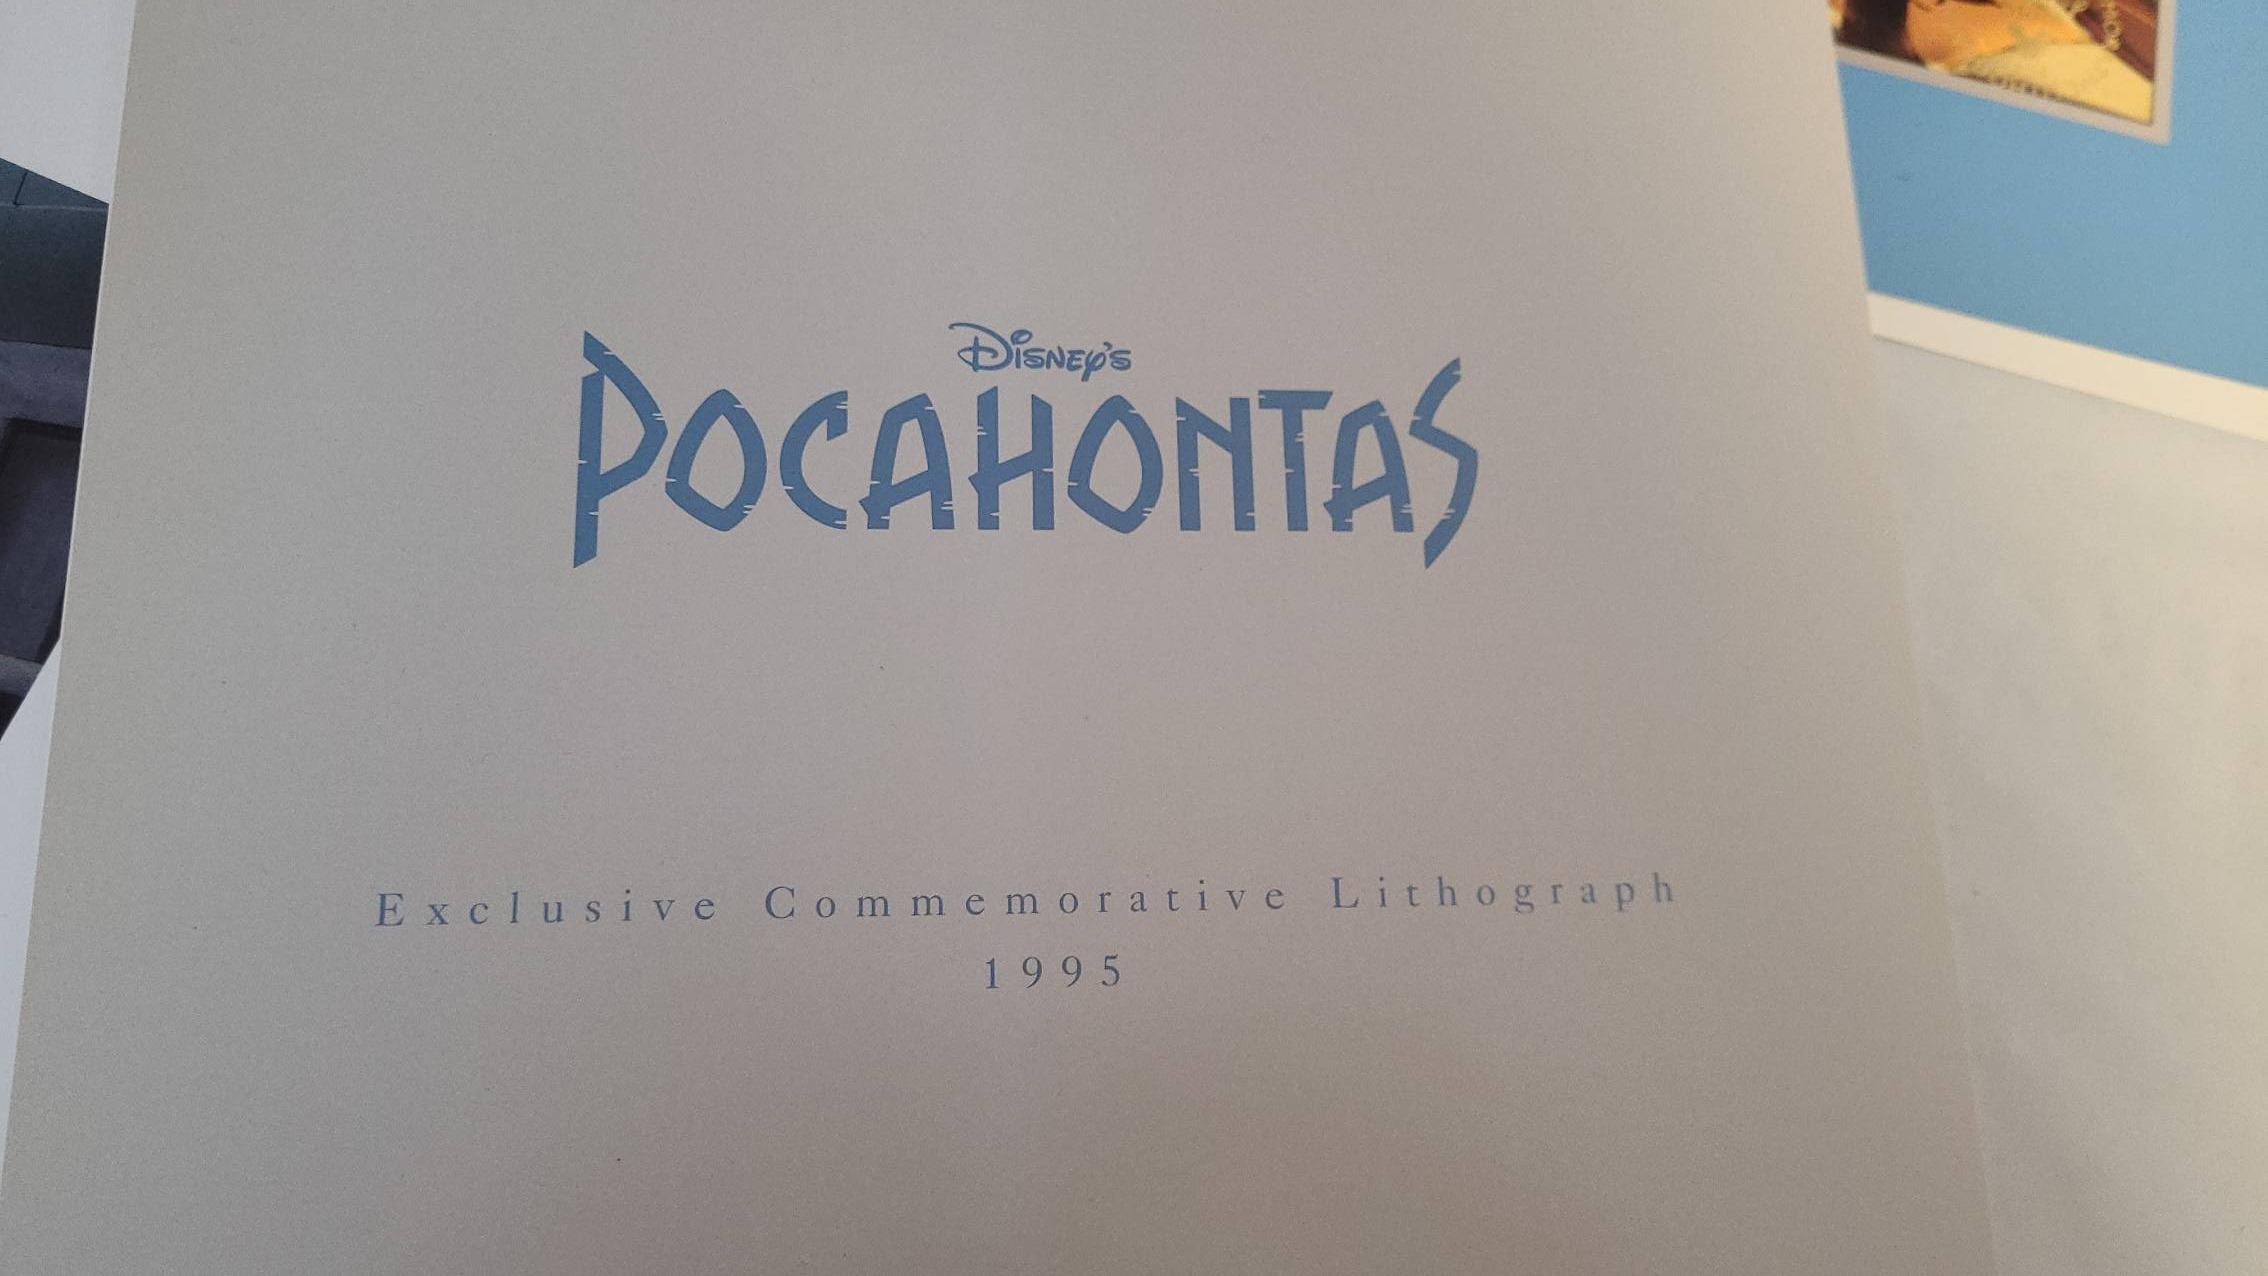 Disney's
POCAHONTAS
Exclusive Commemorative Lithograph
1995